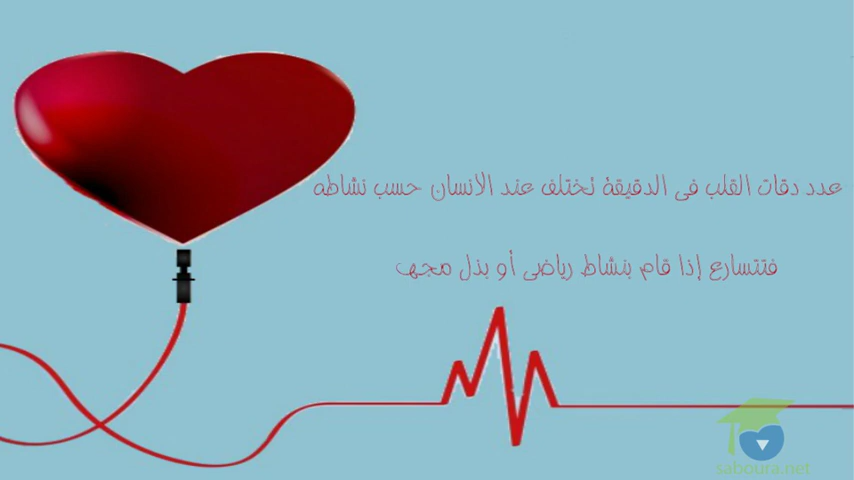 عدد دقات القلب فى الدقيقة تختلف عند الانسان حسب نشاطه
فتتسارع إذا قام بنشاط رياضى أو بذل مجهـ
saboura.net